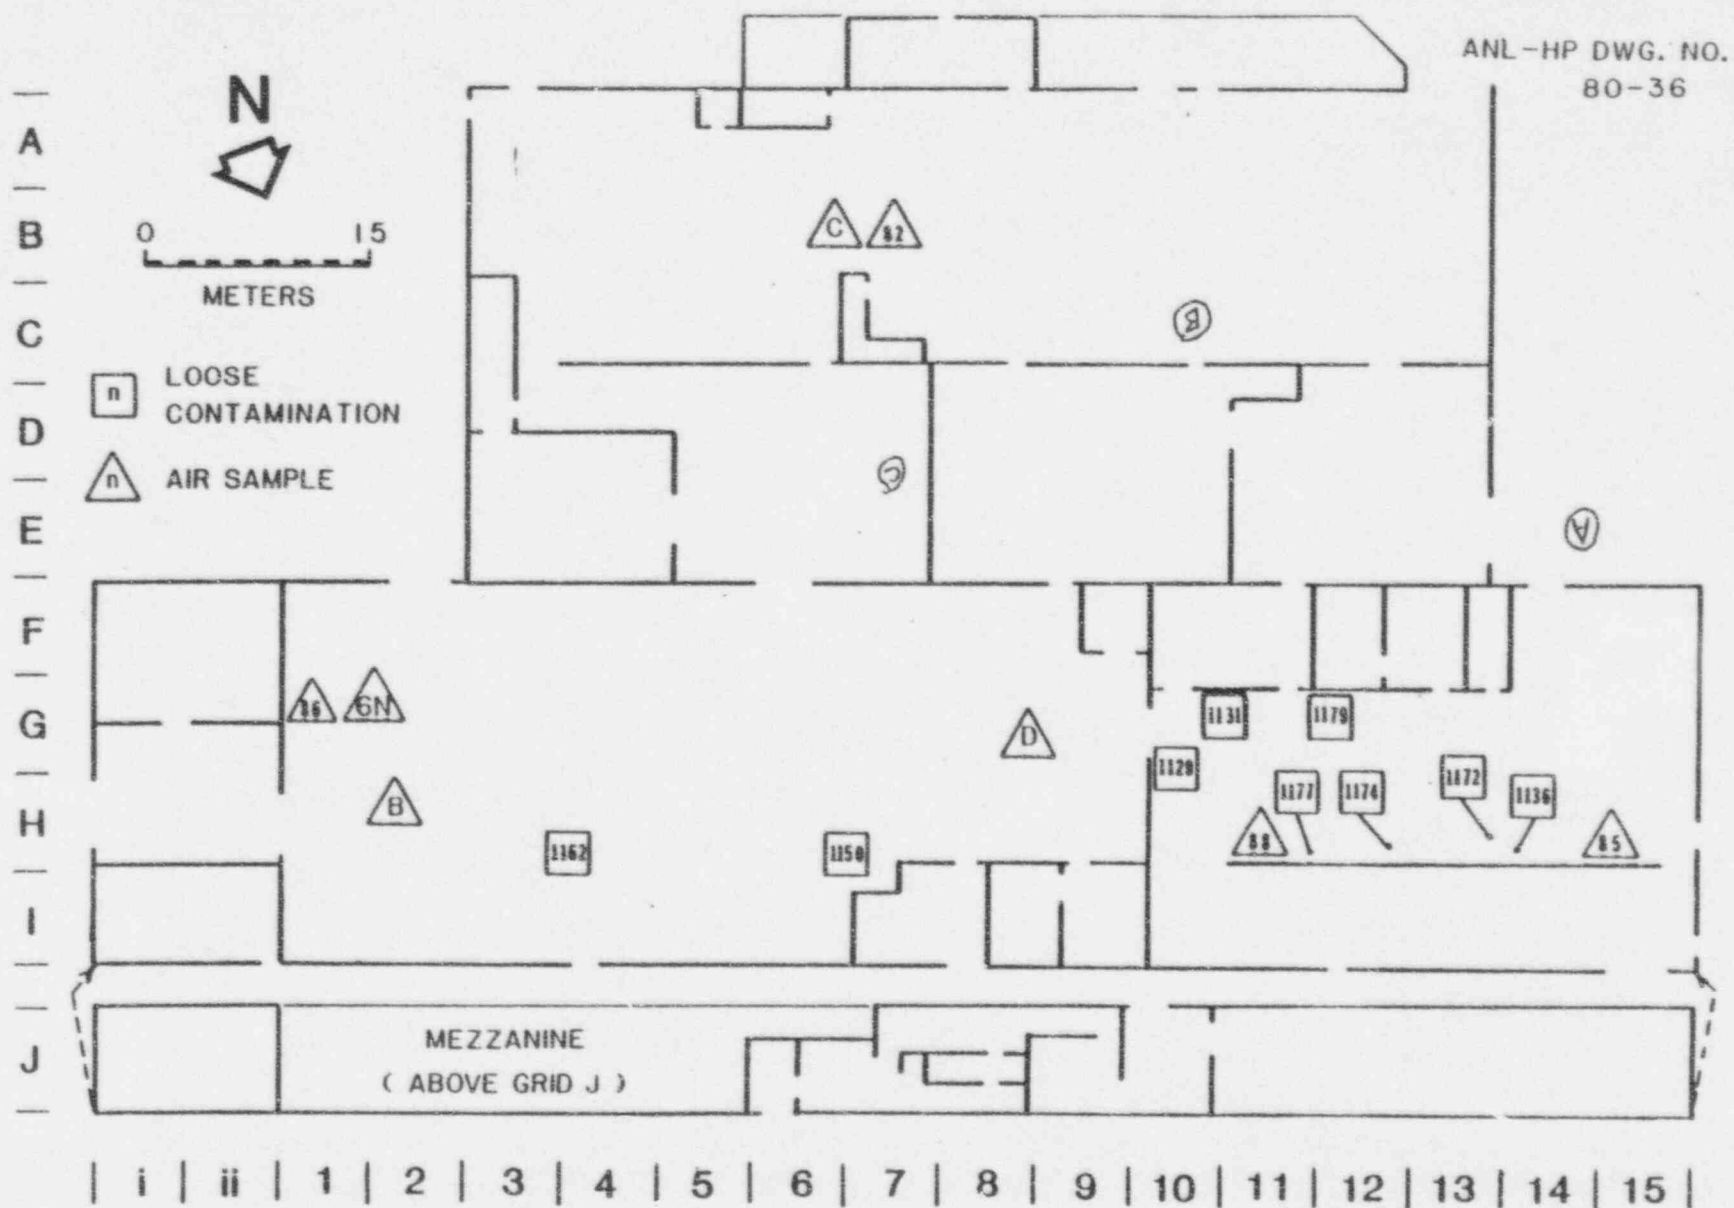 ANL-HP DWG. NO.
80-36
N
A
B
C
D
E
F
G
H
I
J
0 15
METERS
n LOOSE
CONTAMINATION
n AIR SAMPLE
C 82
B
C
A
86 6N
D
1131 1179
1129
B
1177 1174 1172 1136
88 85
1162 1150
MEZZANINE
( ABOVE GRID J )
i ii 1 2 3 4 5 6 7 8 9 10 11 12 13 14 15